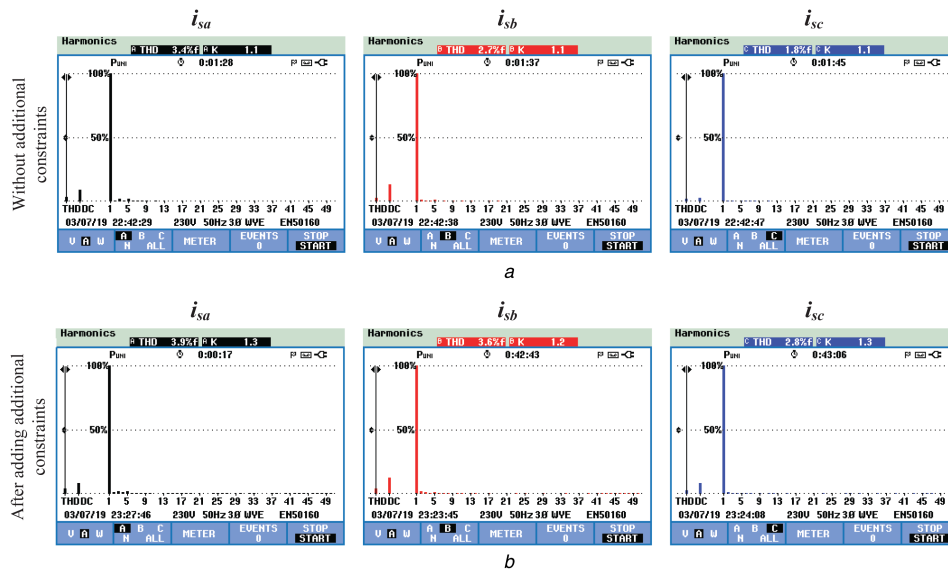 i_sa i_sb i_sc
Without additional constraints
Harmonics
A THD 3.4%f A K 1.1
PUNI 0:01:28
100%
50%
THDDC 1 5 9 13 17 21 25 29 33 37 41 45 49
03/07/19 22:42:29 230V 50Hz 3Ø WYE EN50160
V A W A B C N ALL METER EVENTS 0 STOP START
Harmonics
B THD 2.7%f B K 1.1
PUNI 0:01:37
100%
50%
THDDC 1 5 9 13 17 21 25 29 33 37 41 45 49
03/07/19 22:42:38 230V 50Hz 3Ø WYE EN50160
V A W A B C N ALL METER EVENTS 0 STOP START
Harmonics
C THD 1.8%f C K 1.1
PUNI 0:01:45
100%
50%
THDDC 1 5 9 13 17 21 25 29 33 37 41 45 49
03/07/19 22:42:47 230V 50Hz 3Ø WYE EN50160
V A W A B C N ALL METER EVENTS 0 STOP START
a
i_sa i_sb i_sc
After adding additional constraints
Harmonics
A THD 3.9%f A K 1.3
PUNI 0:00:17
100%
50%
THDDC 1 5 9 13 17 21 25 29 33 37 41 45 49
03/07/19 23:27:46 230V 50Hz 3Ø WYE EN50160
V A W A B C N ALL METER EVENTS 0 STOP START
Harmonics
B THD 3.6%f B K 1.2
PUNI 0:42:43
100%
50%
THDDC 1 5 9 13 17 21 25 29 33 37 41 45 49
03/07/19 23:23:45 230V 50Hz 3Ø WYE EN50160
V A W A B C N ALL METER EVENTS 0 STOP START
Harmonics
C THD 2.8%f C K 1.3
PUNI 0:43:06
100%
50%
THDDC 1 5 9 13 17 21 25 29 33 37 41 45 49
03/07/19 23:24:08 230V 50Hz 3Ø WYE EN50160
V A W A B C N ALL METER EVENTS 0 STOP START
b